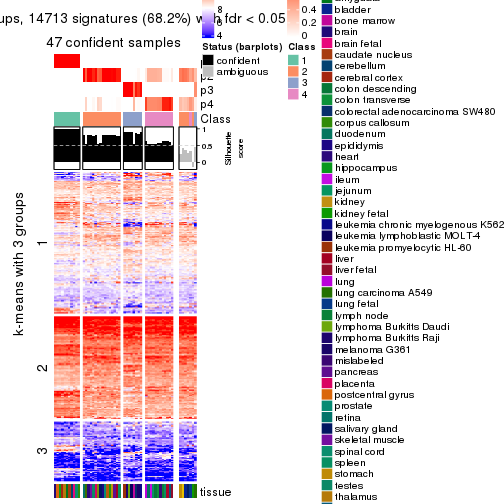 ups, 14713 signatures (68.2%) with fdr < 0.05
47 confident samples
p2
p3
p4
Class
1
0.5
0
Silhouette
score
k-means with 3 groups
1
2
3
tissue
8
6
4
Status (barplots)
confident
ambiguous
0.4
0.2
0
Class
1
2
3
4
bladder
bone marrow
brain
brain fetal
caudate nucleus
cerebellum
cerebral cortex
colon descending
colon transverse
colorectal adenocarcinoma SW480
corpus callosum
duodenum
epididymis
heart
hippocampus
ileum
jejunum
kidney
kidney fetal
leukemia chronic myelogenous K562
leukemia lymphoblastic MOLT-4
leukemia promyelocytic HL-60
liver
liver fetal
lung
lung carcinoma A549
lung fetal
lymph node
lymphoma Burkitts Daudi
lymphoma Burkitts Raji
melanoma G361
mislabeled
pancreas
placenta
postcentral gyrus
prostate
retina
salivary gland
skeletal muscle
spinal cord
spleen
stomach
testes
thalamus